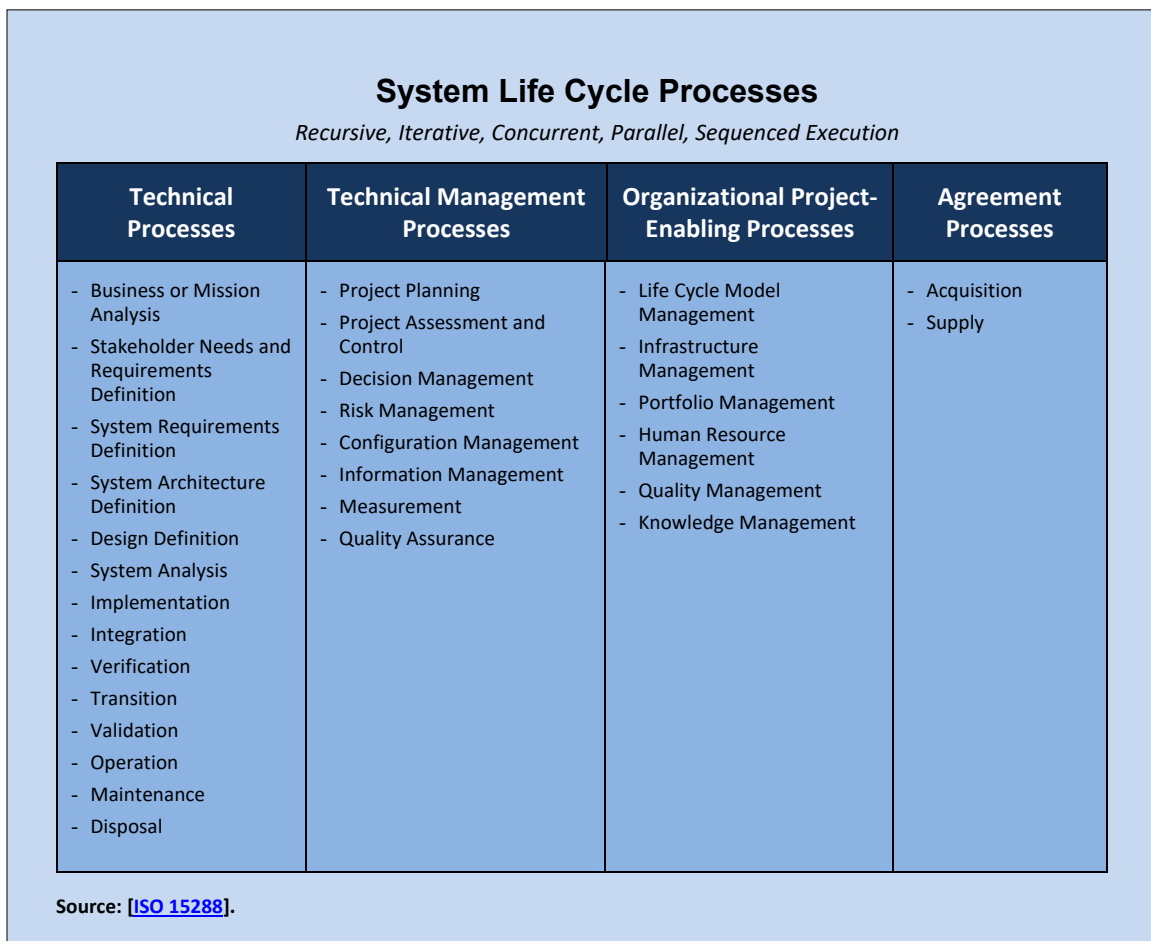 System Life Cycle Processes
Recursive, Iterative, Concurrent, Parallel, Sequenced Execution
Technical
Processes
- Business or Mission
Analysis
- Stakeholder Needs and
Requirements
Definition
- System Requirements
Definition
- System Architecture
Definition
- Design Definition
- System Analysis
- Implementation
- Integration
- Verification
- Transition
- Validation
- Operation
- Maintenance
- Disposal
Technical Management
Processes
- Project Planning
- Project Assessment and
Control
- Decision Management
- Risk Management
- Configuration Management
- Information Management
- Measurement
- Quality Assurance
Organizational Project-
Enabling Processes
- Life Cycle Model
Management
- Infrastructure
Management
- Portfolio Management
- Human Resource
Management
- Quality Management
- Knowledge Management
Agreement
Processes
- Acquisition
- Supply
Source: [ISO 15288].